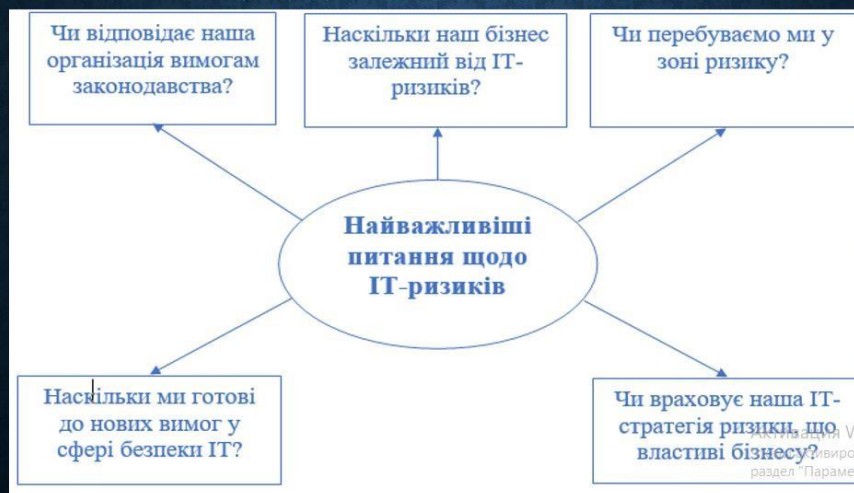 Чи відповідає наша
організація вимогам
законодавства?
Наскільки наш бізнес
залежний від ІТ-
ризиків?
Чи перебуваємо ми у
зоні ризику?
Найважливіші
питання щодо
ІТ-ризиків
Наскільки ми готові
до нових вимог у
сфері безпеки ІТ?
Чи враховує наша ІТ-
стратегія ризики, що
властиві бізнесу?
Активация
раздел "Параме